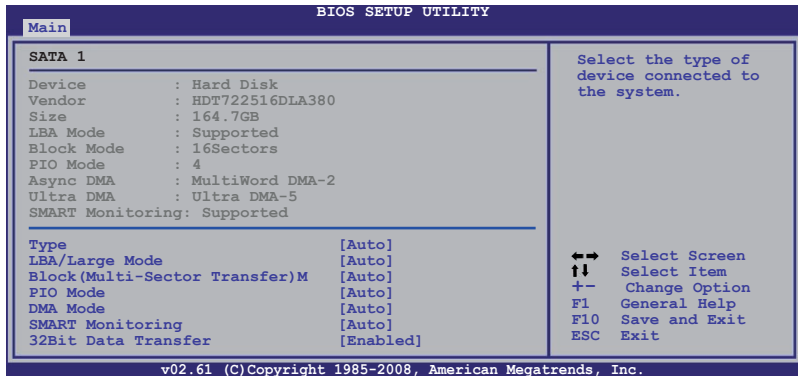 BIOS SETUP UTILITY
Main
SATA 1
Device : Hard Disk
Vendor : HDT722516DLA380
Size : 164.7GB
LBA Mode : Supported
Block Mode : 16Sectors
PIO Mode : 4
Async DMA : MultiWord DMA-2
Ultra DMA : Ultra DMA-5
SMART Monitoring: Supported
Type [Auto]
LBA/Large Mode [Auto]
Block(Multi-Sector Transfer)M [Auto]
PIO Mode [Auto]
DMA Mode [Auto]
SMART Monitoring [Auto]
32Bit Data Transfer [Enabled]
Select the type of
device connected to
the system.
←→ Select Screen
↑↓ Select Item
+- Change Option
F1 General Help
F10 Save and Exit
ESC Exit
v02.61 (C)Copyright 1985-2008, American Megatrends, Inc.